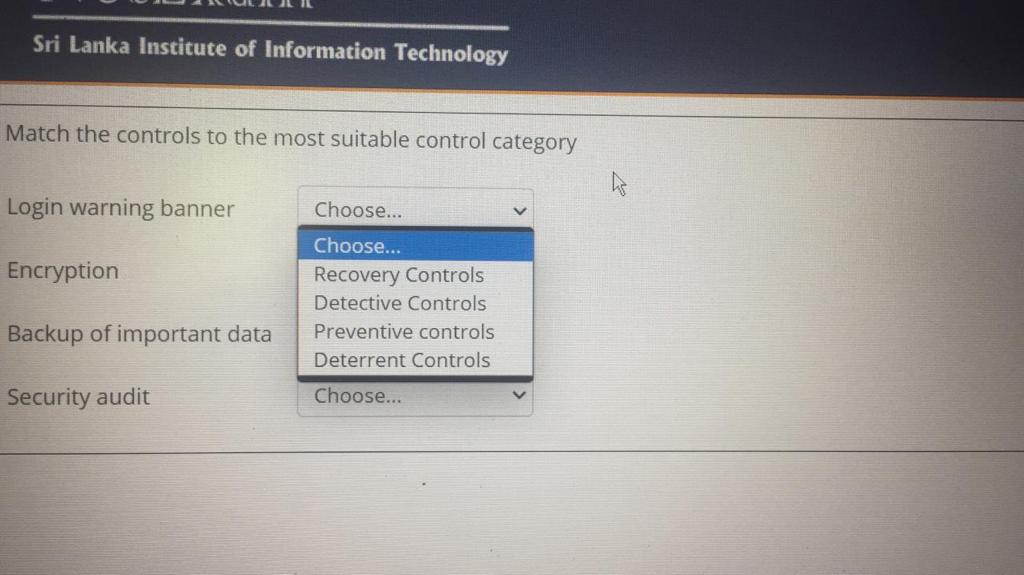 Sri Lanka Institute of Information Technology
Match the controls to the most suitable control category
Login warning banner Choose...
Choose...
Encryption
Recovery Controls
Detective Controls
Backup of important data
Preventive controls
Deterrent Controls
Security audit Choose...